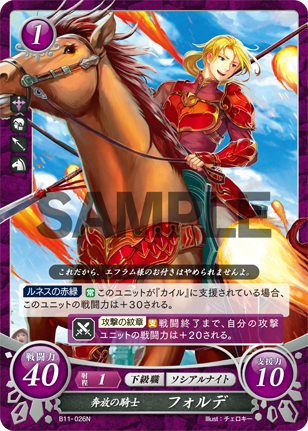 1
SAMPLE
これだから、エフラム様のお付きはやめられませんよ。
ルネスの赤緑 常 このユニットが『カイル』に支援されている場合、
このユニットの戦闘力は+30される。
攻撃の紋章 支 戦闘終了まで、自分の攻撃
ユニットの戦闘力は+20される。
戦闘力 40
射程 1 下級職 ソシアルナイト
支援力 10
奔放の騎士 フォルデ
B11-026N
Illust:チェロキー